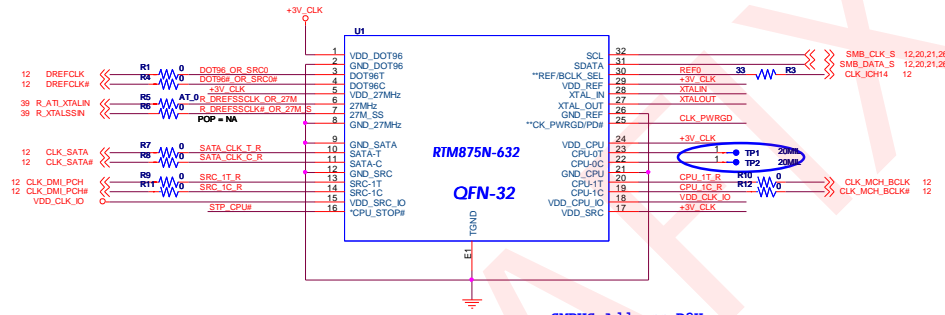 +3V_CLK
U1
RTM875N-632
QFN-32
1 VDD_DOT96
2 GND_DOT96
12 DREFCLK R1 0 DOT96_OR_SRC0 3 DOT96T
12 DREFCLK# R4 0 DOT96#_OR_SRC0# 4 DOT96C
+3V_CLK 5 VDD_27MHz
39 R_ATI_XTALIN R5 AT_0 R_DREFSSCLK_OR_27M 6 27MHz
39 R_XTALSSIN R6 0 R_DREFSSCLK#_OR_27M_S 7 27M_SS
POP = NA 8 GND_27MHz
9 GND_SATA
12 CLK_SATA R7 0 SATA_CLK_T_R 10 SATA-T
12 CLK_SATA# R8 0 SATA_CLK_C_R 11 SATA-C
12 GND_SRC
12 CLK_DMI_PCH R9 0 SRC-1T_R 13 SRC-1T
12 CLK_DMI_PCH# R11 0 SRC-1C_R 14 SRC-1C
VDD_CLK_IO 15 VDD_SRC_IO
STP_CPU# 16 *CPU_STOP#
SCL 32 SMB_CLK_S 12,20,21,26
SDATA 31 SMB_DATA_S 12,20,21,26
**REF/BCLK_SEL 30 REF0 33 R3 CLK_ICH14 12
VDD_REF 29 +3V_CLK
XTAL_IN 28 XTALIN
XTAL_OUT 27 XTALOUT
GND_REF 26
**CK_PWRGD/PD# 25 CLK_PWRGD
VDD_CPU 24 +3V_CLK
CPU-0T 23 1 TP1 20MIL
CPU-0C 22 1 TP2 20MIL
GND_CPU 21
CPU-1T 20 CPU_1T_R R10 0 CLK_MCH_BCLK 12
CPU-1C 19 CPU_1C_R R12 0 CLK_MCH_BCLK# 12
VDD_CPU_IO 18 VDD_CLK_IO
VDD_SRC 17 +3V_CLK
TGND
E1